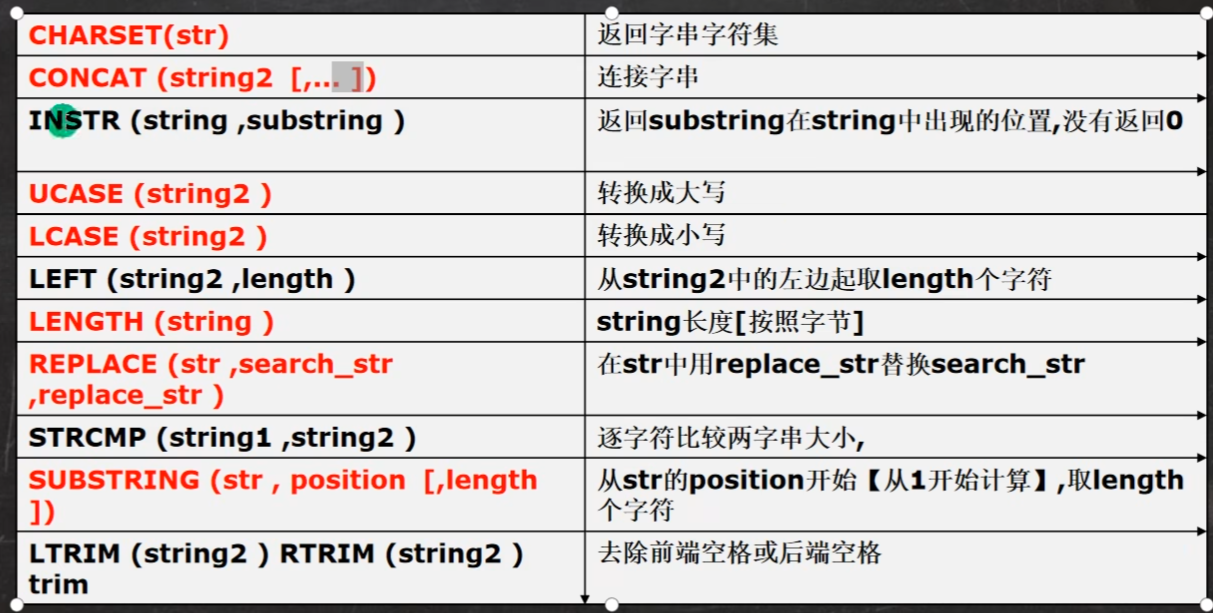 CHARSET(str)
返回字串字符集
CONCAT (string2 [,... ])
连接字串
INSTR (string ,substring )
返回substring在string中出现的位置,没有返回0
UCASE (string2 )
转换成大写
LCASE (string2 )
转换成小写
LEFT (string2 ,length )
从string2中的左边起取length个字符
LENGTH (string )
string长度[按照字节]
REPLACE (str ,search_str
,replace_str )
在str中用replace_str替换search_str
STRCMP (string1 ,string2 )
逐字符比较两字串大小,
SUBSTRING (str , position [,length
])
从str的position开始【从1开始计算】,取length
个字符
LTRIM (string2 ) RTRIM (string2 )
trim
去除前端空格或后端空格